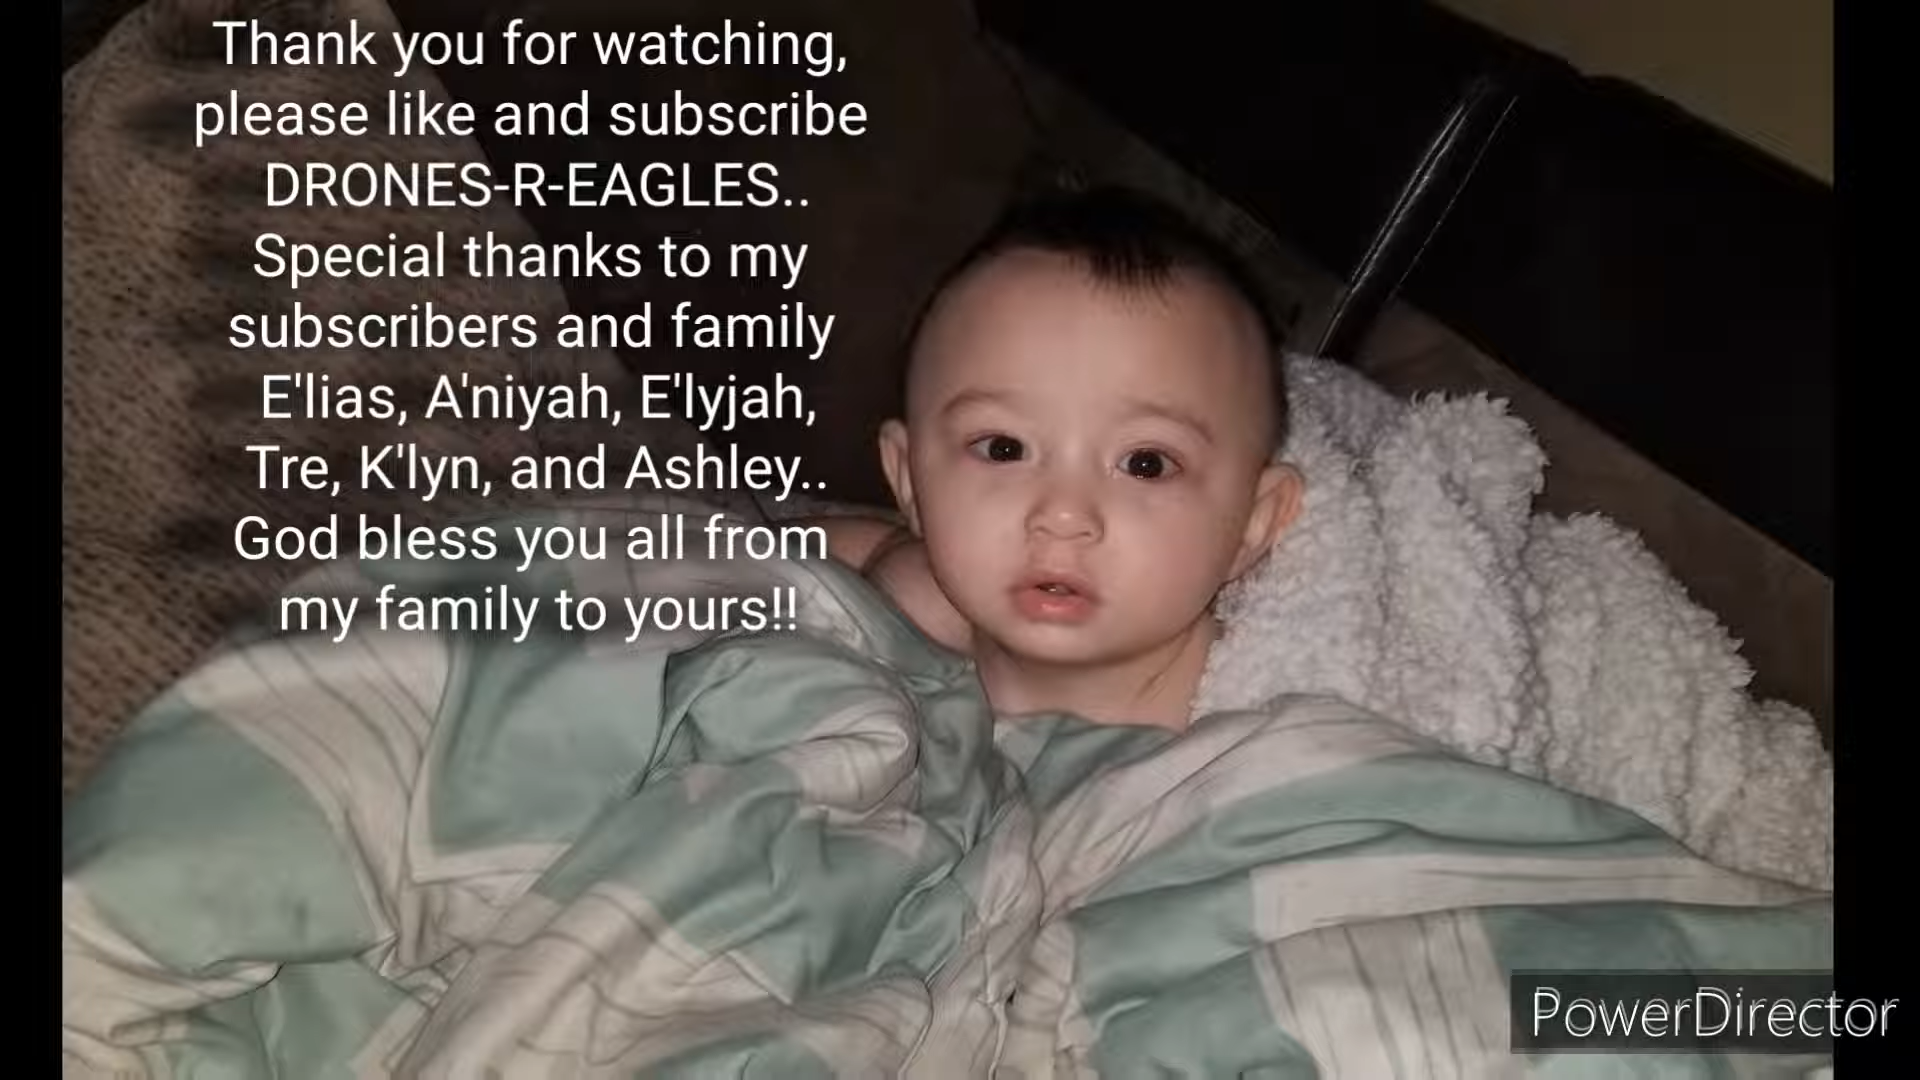 Thank you for watching,
please like and subscribe
DRONES-R-EAGLES..
Special thanks to my
subscribers and family
E'lias, A'niyah, E'lyjah,
Tre, K'lyn, and Ashley..
God bless you all from
my family to yours!!
PowerDirector